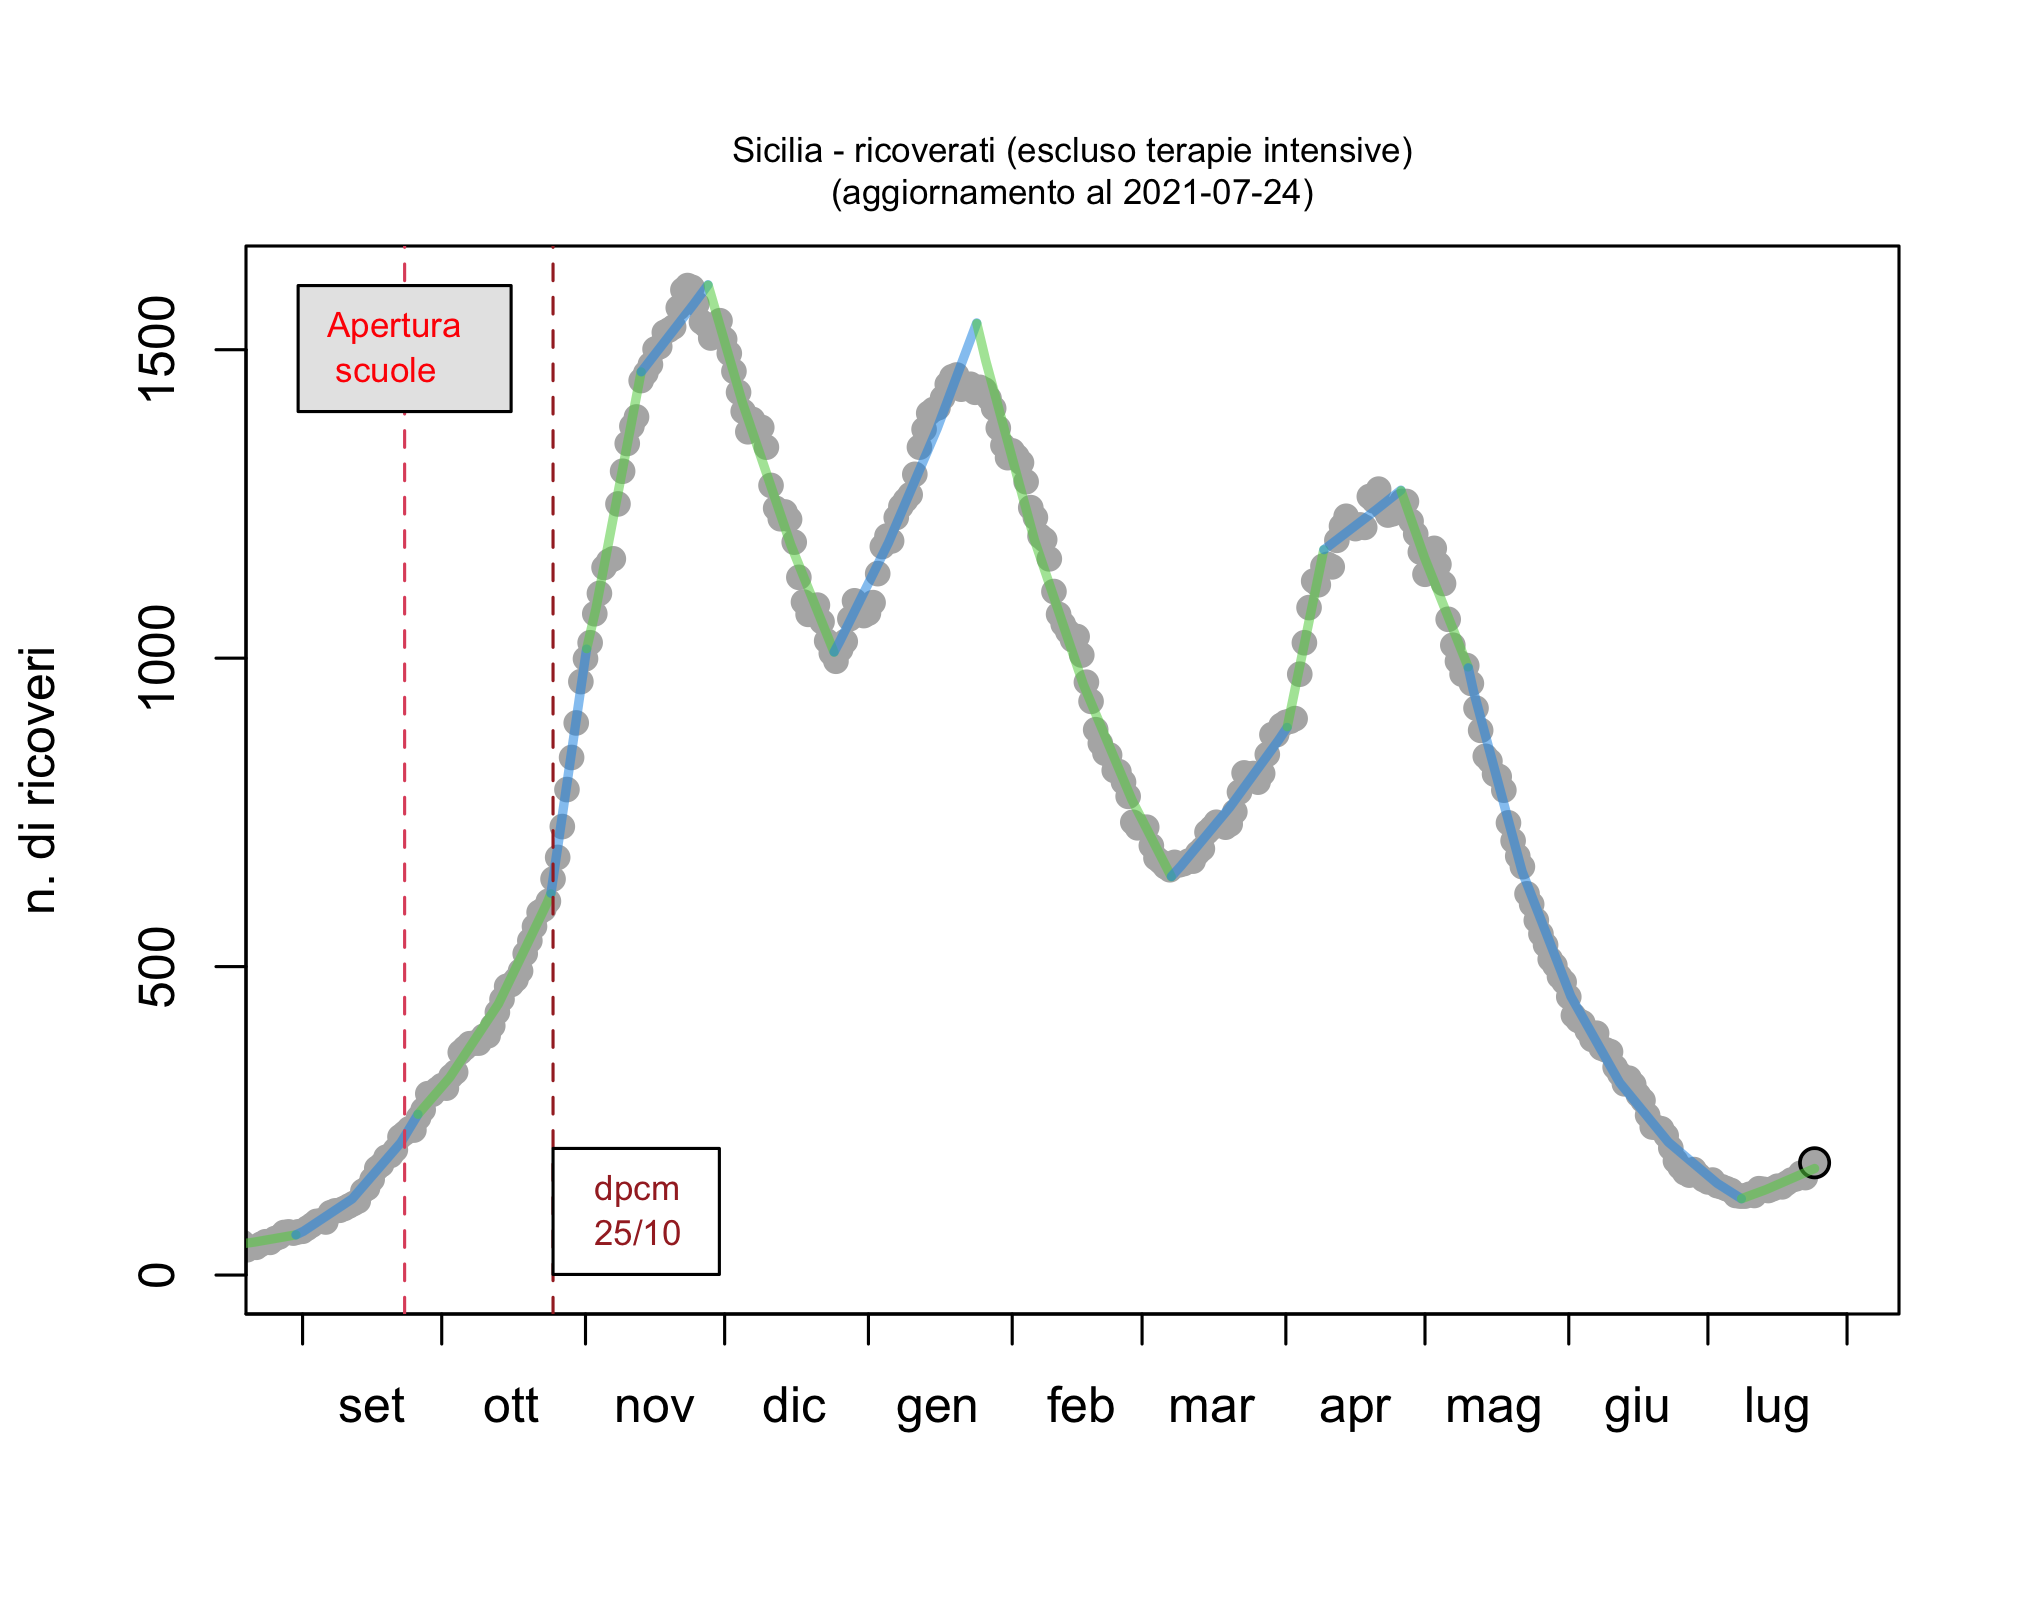 Sicilia - ricoverati (escluso terapie intensive)
(aggiornamento al 2021-07-24)
n. di ricoveri
1500
1000
500
0
Apertura
scuole
dpcm
25/10
set ott nov dic gen feb mar apr mag giu lug